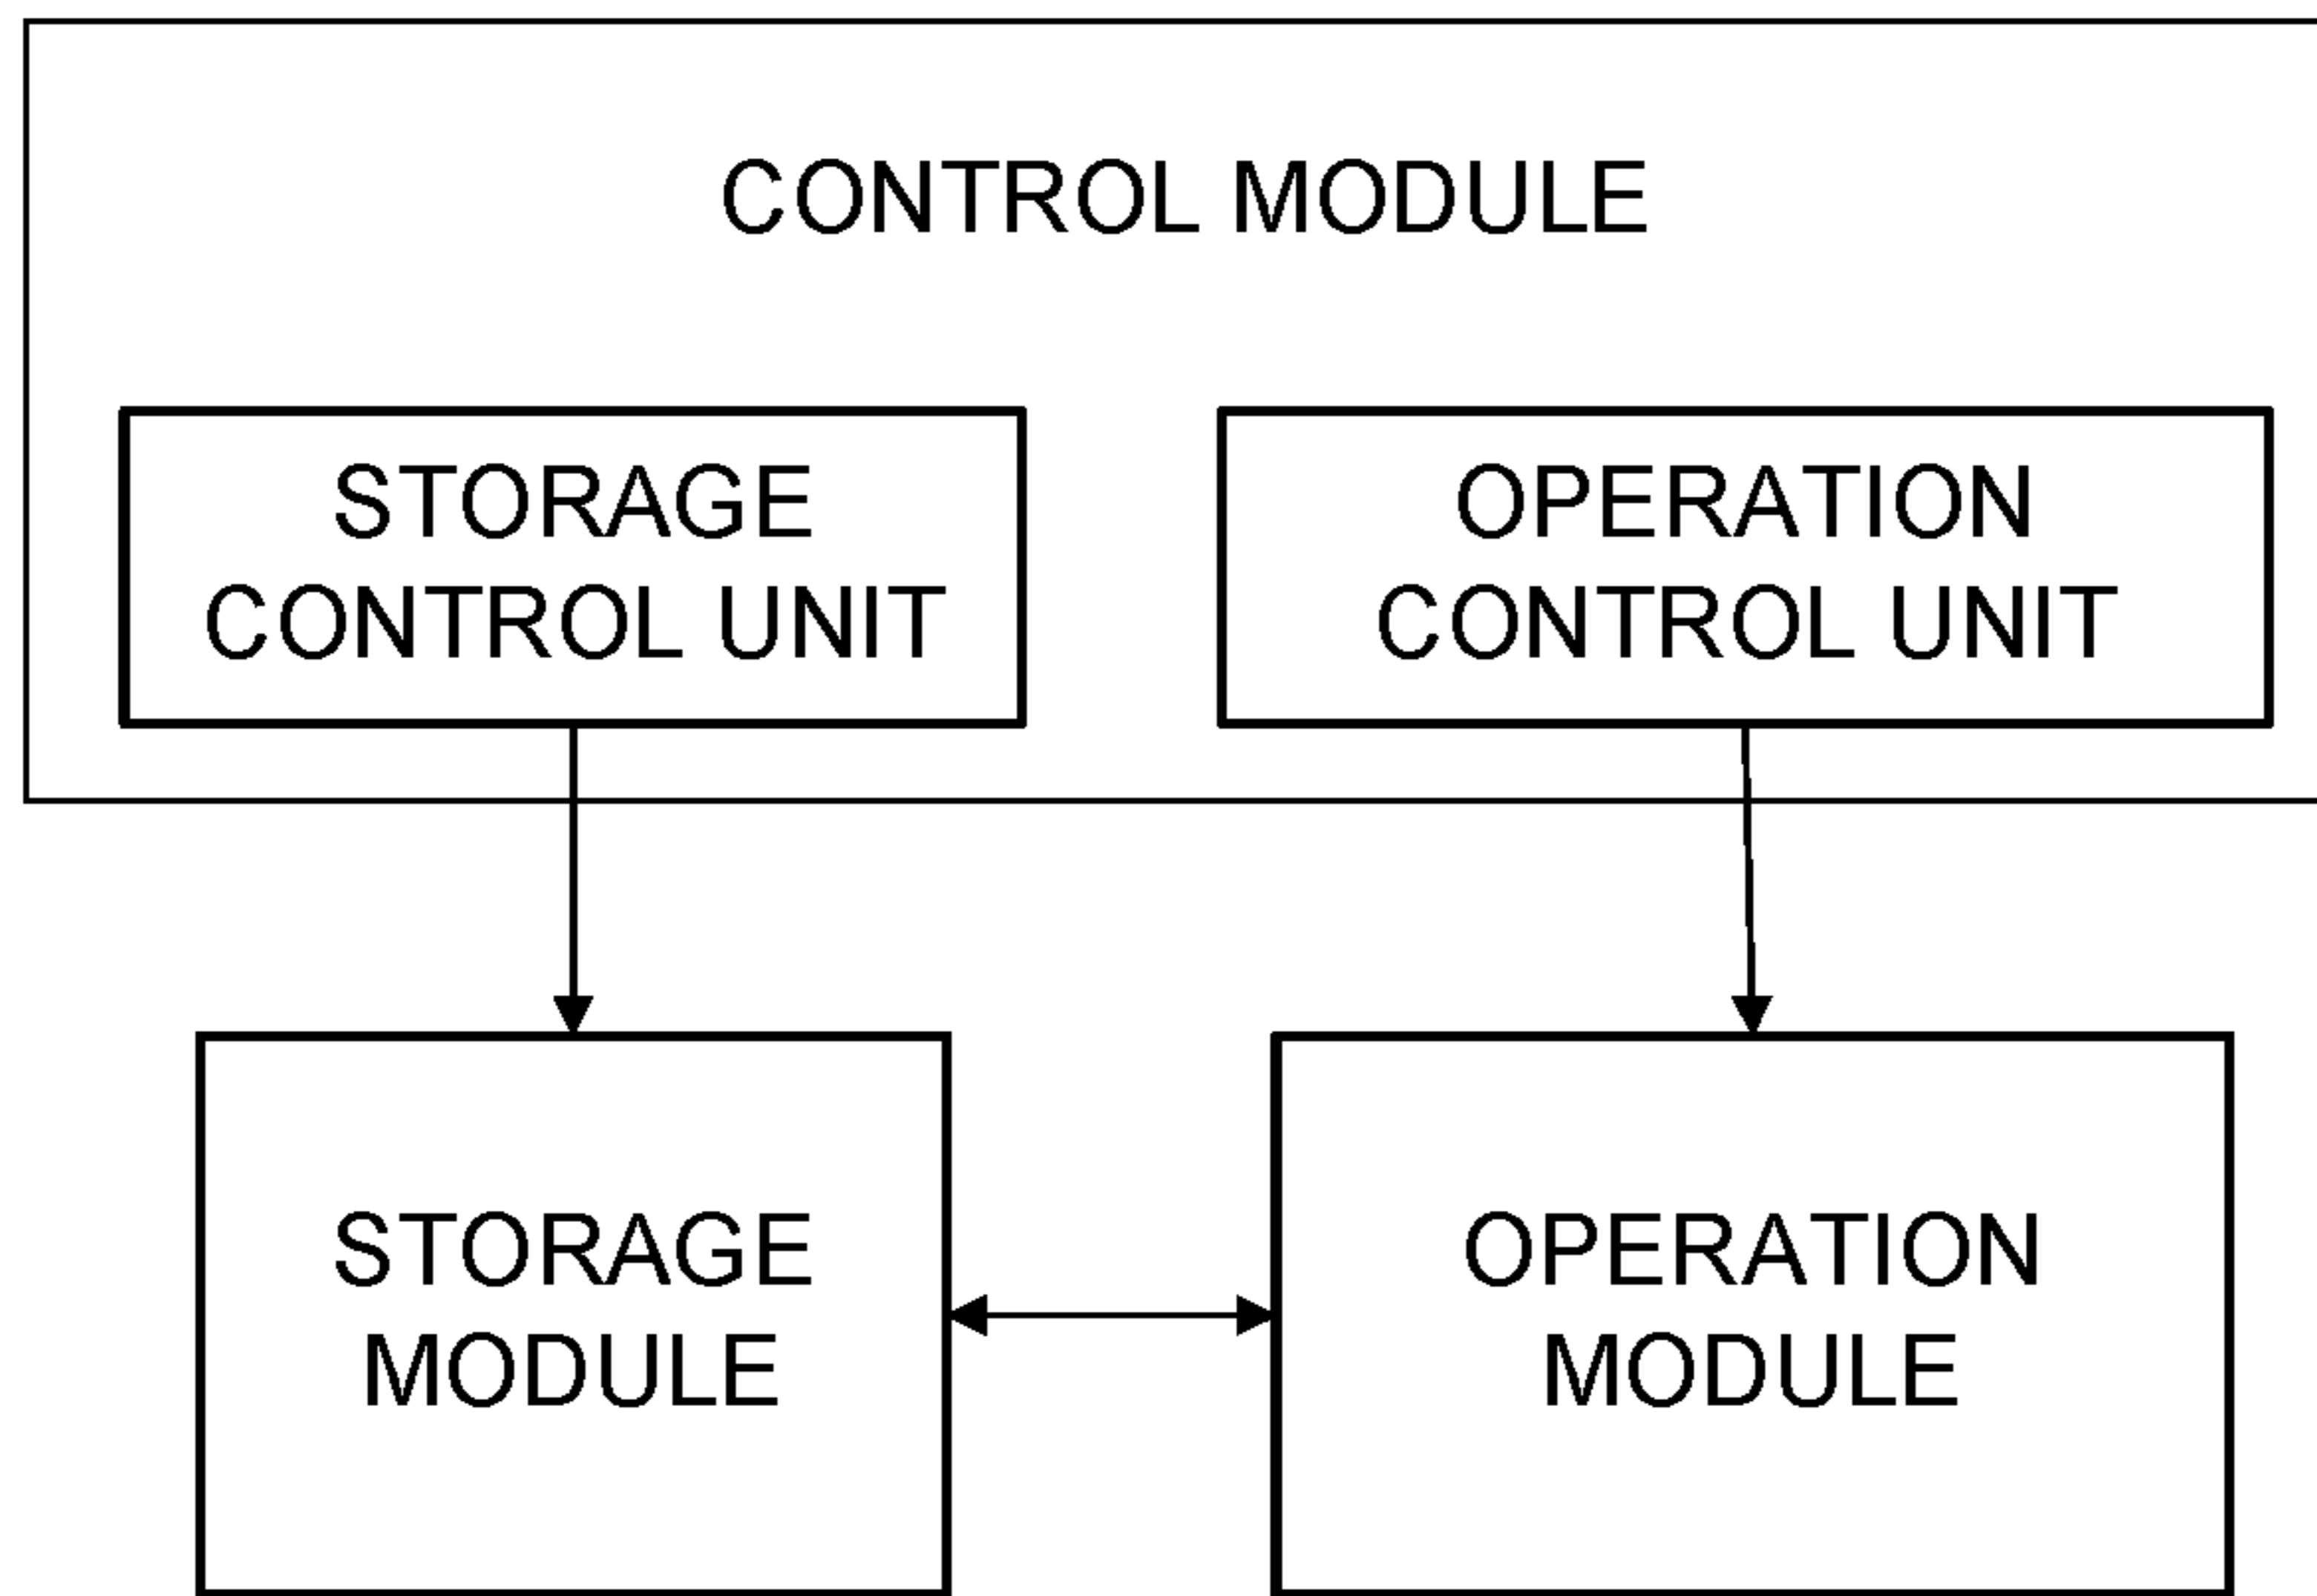 CONTROL MODULE
STORAGE
CONTROL UNIT
OPERATION
CONTROL UNIT
STORAGE
MODULE
OPERATION
MODULE